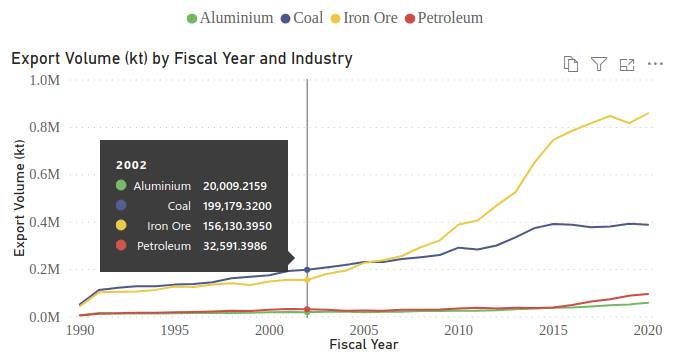 Aluminium Coal Iron Ore Petroleum
Export Volume (kt) by Fiscal Year and Industry
1.0M
0.8M
0.6M
0.4M
0.2M
0.0M
Export Volume (kt)
2002
Aluminium 20,009.2159
Coal 199,179.3200
Iron Ore 156,130.3950
Petroleum 32,591.3986
1990 1995 2000 2005 2010 2015 2020
Fiscal Year